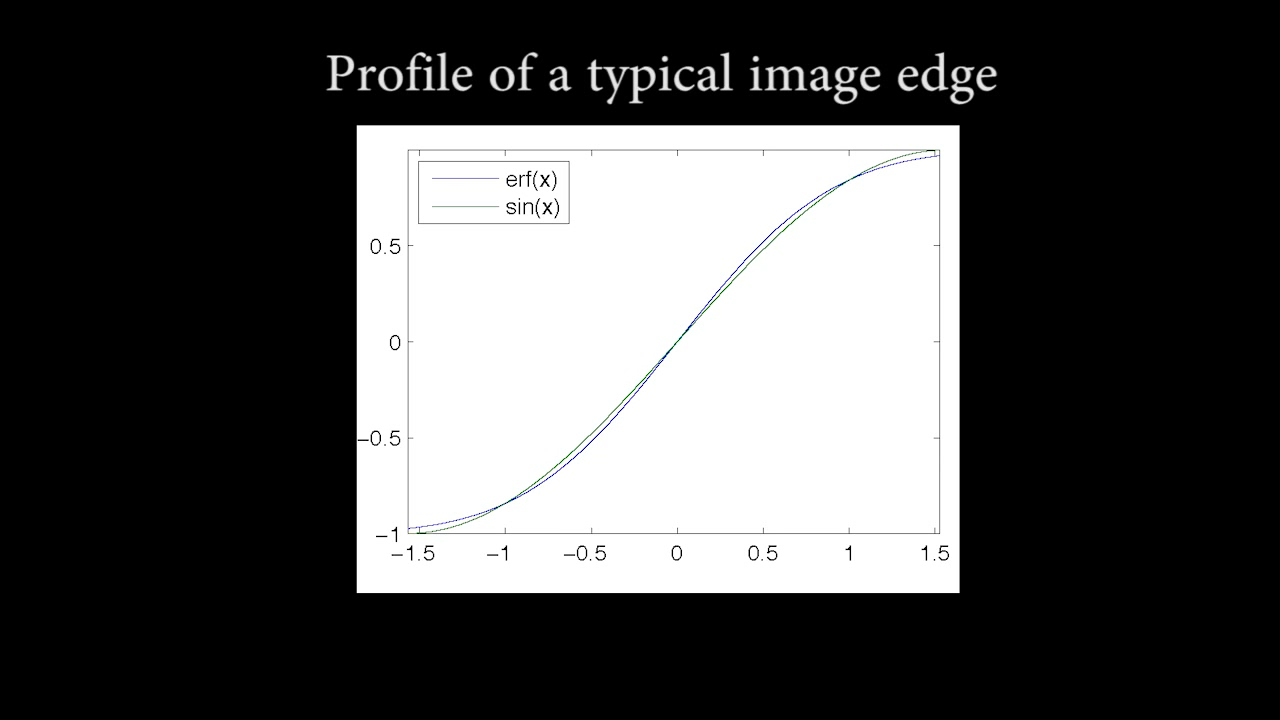 Profile of a typical image edge
erf(x)
sin(x)
0.5
0
−0.5
−1
−1.5 −1 −0.5 0 0.5 1 1.5